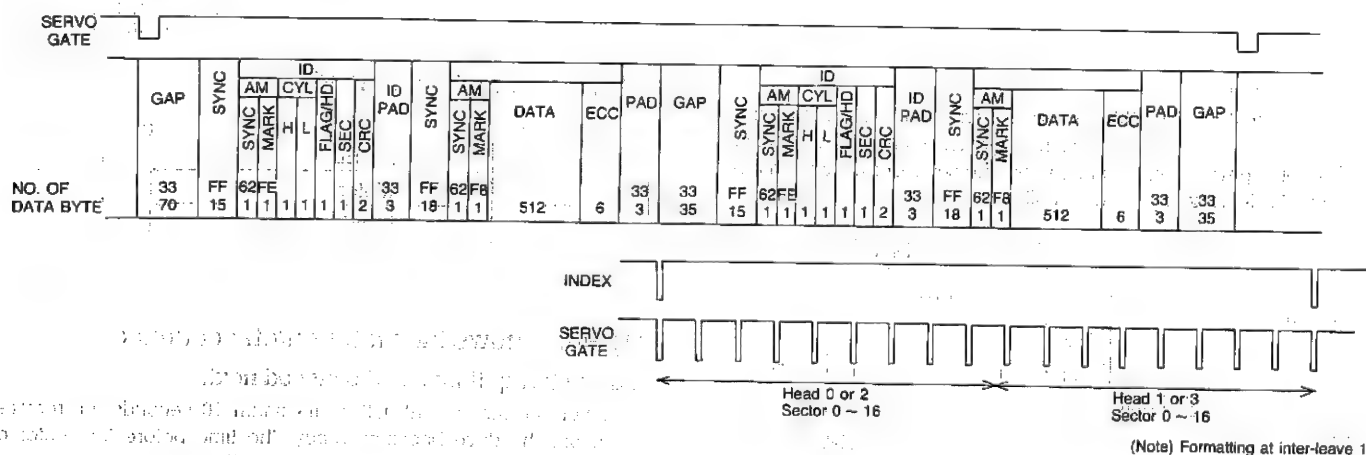 SERVO
GATE
ID
AM CYL AM
GAP SYNC SYNC MARK H L FLAG/HD SEC CRC ID PAD SYNC SYNC MARK DATA ECC PAD GAP
ID
AM CYL AM
SYNC SYNC MARK H L FLAG/HD SEC CRC ID PAD SYNC SYNC MARK DATA ECC PAD GAP
33 FF 62 FE 33 FF 62 F8 33 33 FF 62 FE 33 FF 62 F8 33 33
NO. OF
DATA BYTE 70 15 1 1 1 1 1 1 2 3 18 1 1 512 6 3 35 15 1 1 1 1 1 1 2 3 18 1 1 512 6 3 35
INDEX
SERVO
GATE
Head 0 or 2
Sector 0 ~ 16
Head 1 or 3
Sector 0 ~ 16
(Note) Formatting at inter-leave 1